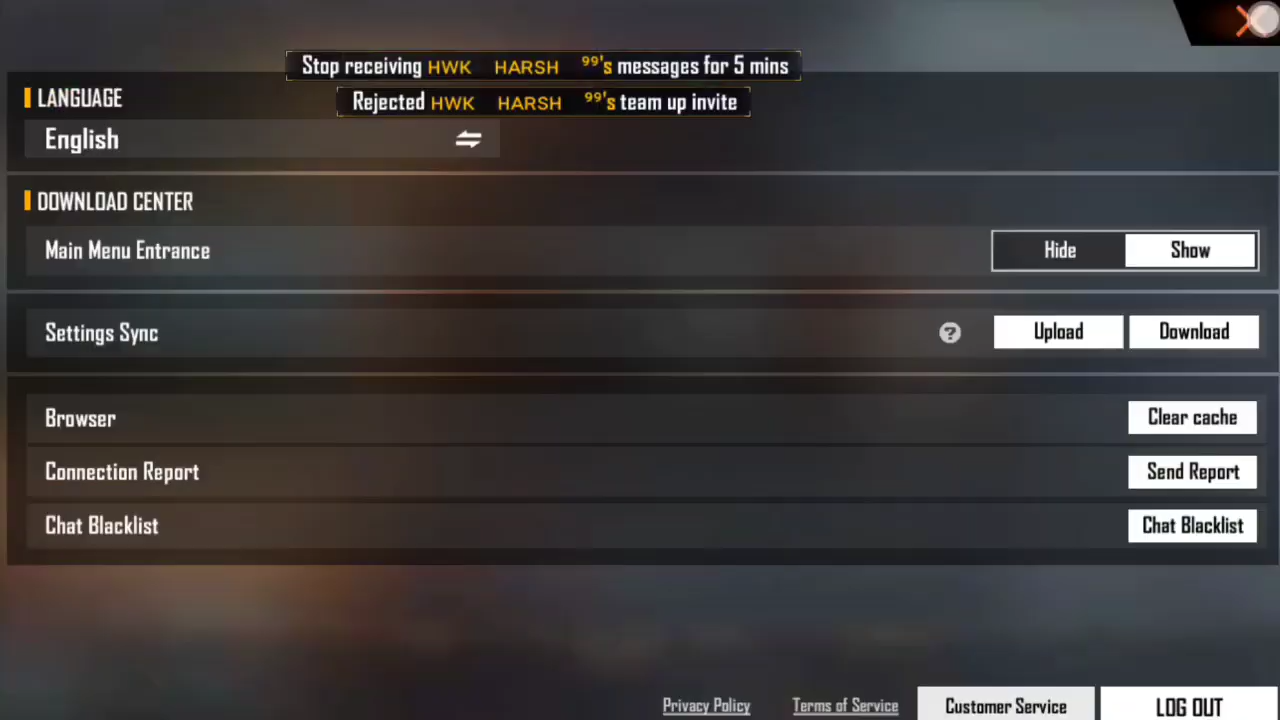 Stop receiving HWK HARSH 99's messages for 5 mins
Rejected HWK HARSH 99's team up invite
LANGUAGE
English
DOWNLOAD CENTER
Main Menu Entrance Hide Show
Settings Sync ? Upload Download
Browser Clear cache
Connection Report Send Report
Chat Blacklist Chat Blacklist
Privacy Policy Terms of Service Customer Service LOG OUT